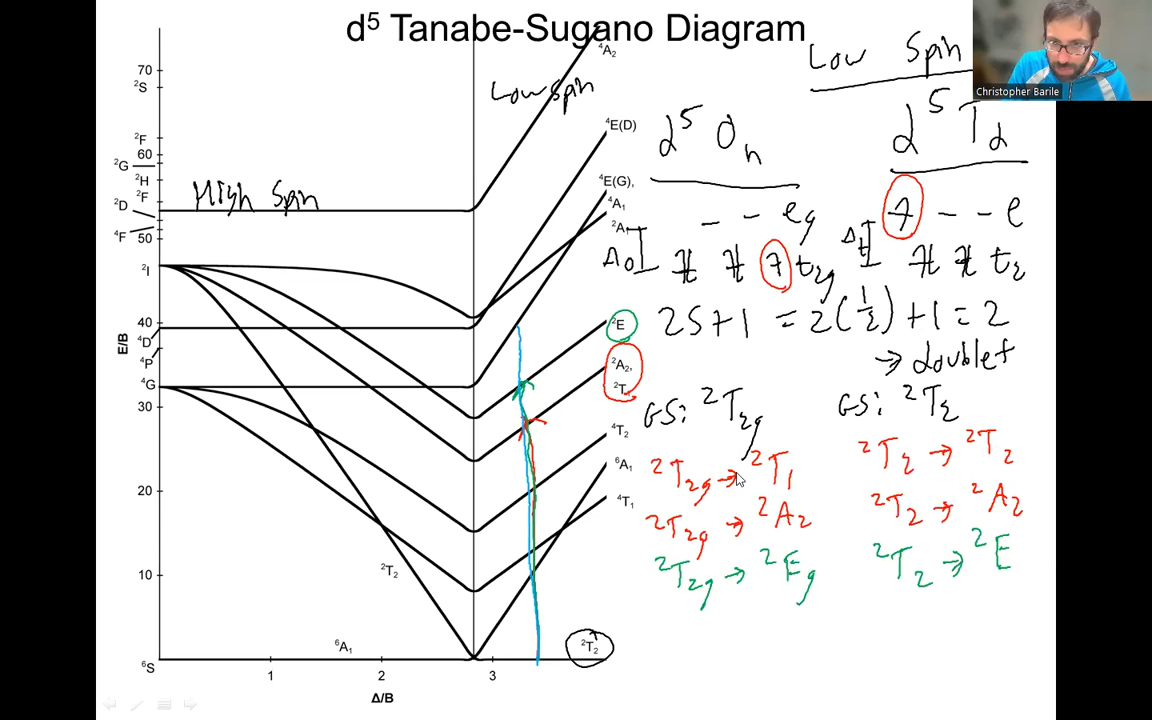 d⁵ Tanabe-Sugano Diagram
Christopher Barile
Low Spin
High Spin
Low Spin
d⁵ Oh
d⁵ Td
E/B
70
60
50
40
30
20
10
²S
²F
²G
²H
²F
²D
⁴F
²I
⁴D
⁴P
⁴G
⁶S
⁴A₂
⁴E(D)
⁴E(G),
⁴A₁
²A₁
²E
²A₂,
²T₁
⁴T₂
⁶A₁
⁴T₁
²T₂
⁶A₁
²T₂
1
2
3
Δ/B
eg
e
Δo
t2g
Δt
t2
2S+1 = 2(1/2) +1 = 2
→ doublet
GS: ²T2g
GS: ²T2
²T2g → ²T1
²T2 → ²T2
²T2g → ²A2
²T2 → ²A2
²T2g → ²Eg
²T2 → ²E